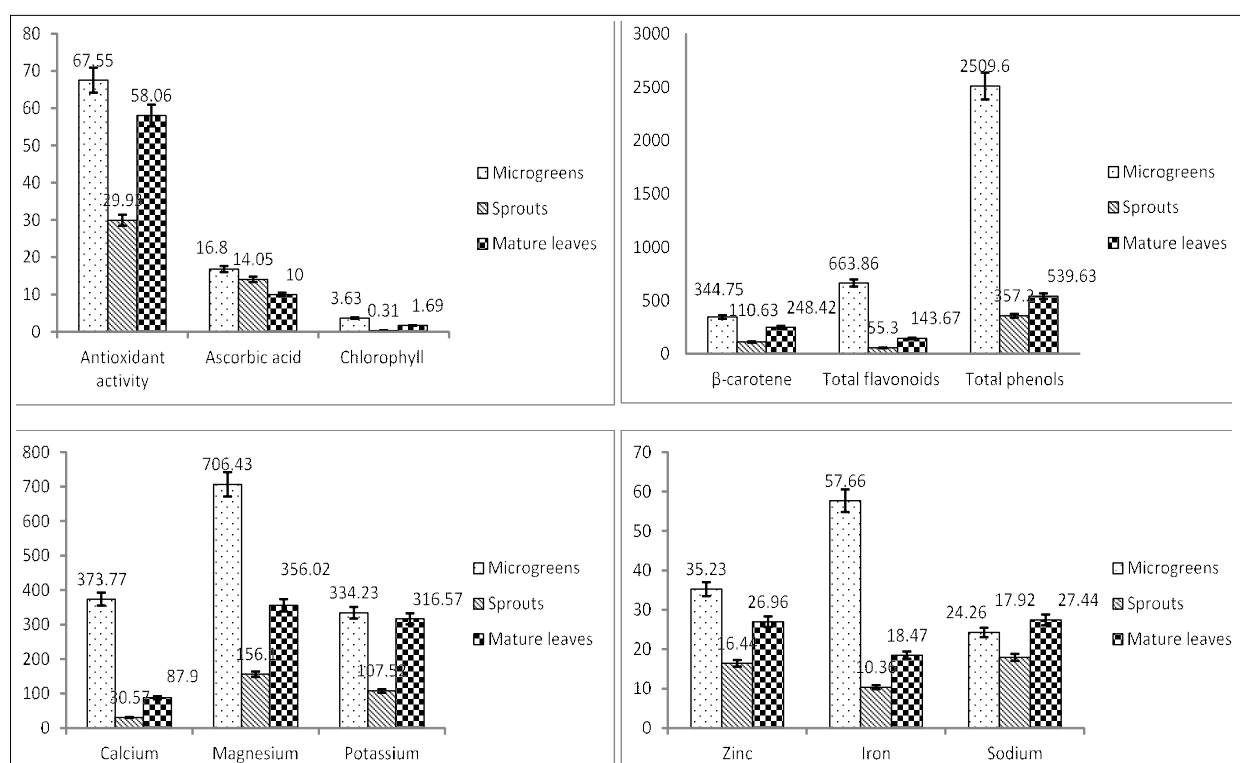 80
70
60
50
40
30
20
10
0
67.55
58.06
16.8
14.05
10
3.63
0.31
1.69
Antioxidant
activity
Ascorbic acid
Chlorophyll
Microgreens
Sprouts
Mature leaves
3000
2500
2000
1500
1000
500
0
344.75
110.63
248.42
663.86
55.3
143.67
2509.6
357.2
539.63
β-carotene
Total flavonoids
Total phenols
Microgreens
Sprouts
Mature leaves
800
700
600
500
400
300
200
100
0
373.77
30.57
87.9
706.43
356.02
334.23
107.52
316.57
Calcium
Magnesium
Potassium
Microgreens
Sprouts
Mature leaves
70
60
50
40
30
20
10
0
35.23
16.44
26.96
57.66
10.36
18.47
24.26
17.92
27.44
Zinc
Iron
Sodium
Microgreens
Sprouts
Mature leaves